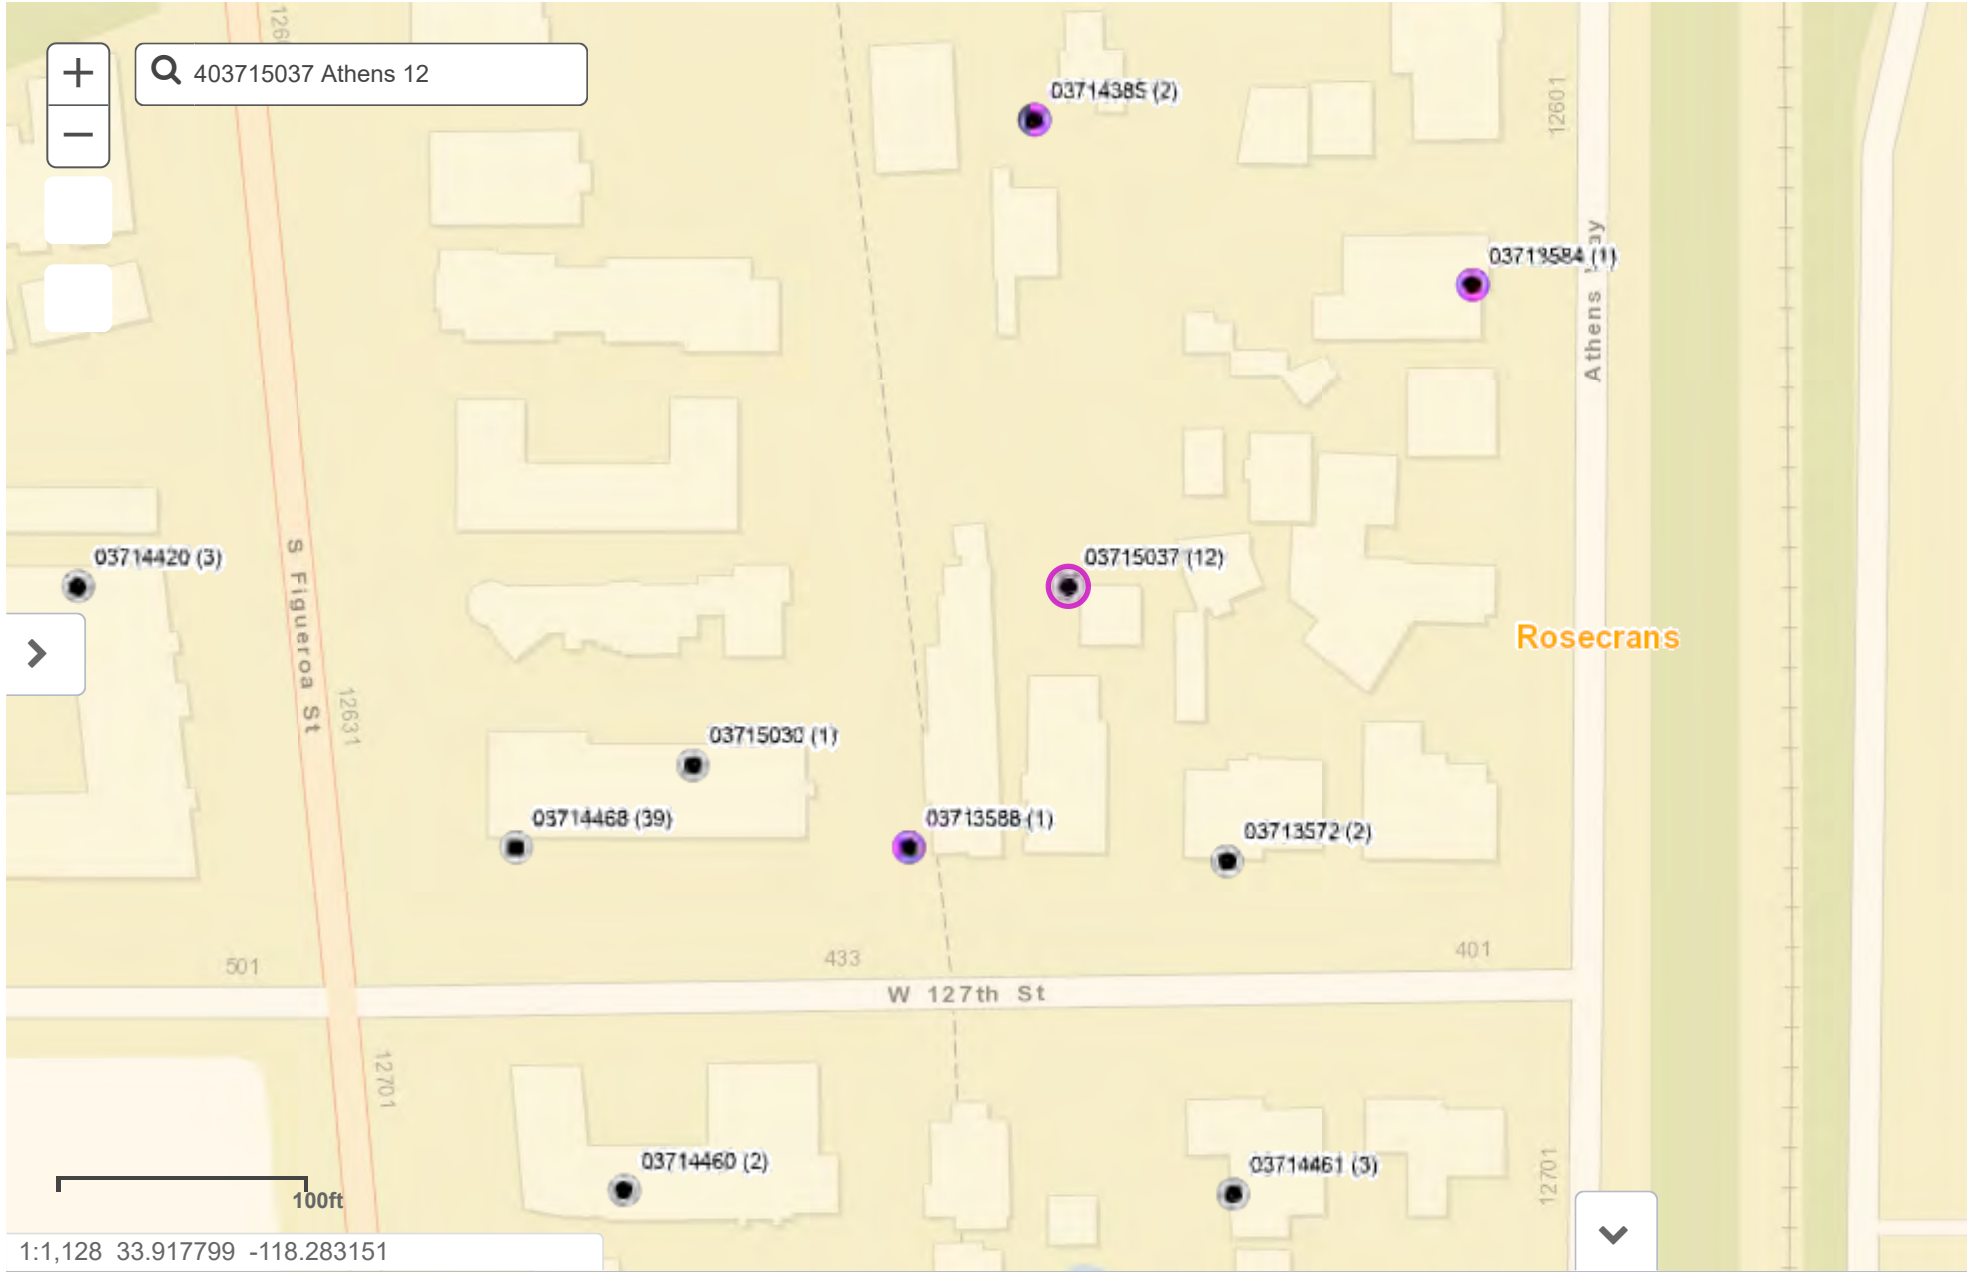 403715037 Athens 12
03714385 (2)
12601
03713584 (1)
Athens
03714420 (3)
03715037 (12)
S Figueroa St
Rosecrans
12631
03715030 (1)
03714468 (39)
03713588 (1)
03713572 (2)
501
433
401
W 127th St
12701
03714460 (2)
03714461 (3)
12701
100ft
1:1,128 33.917799 -118.283151